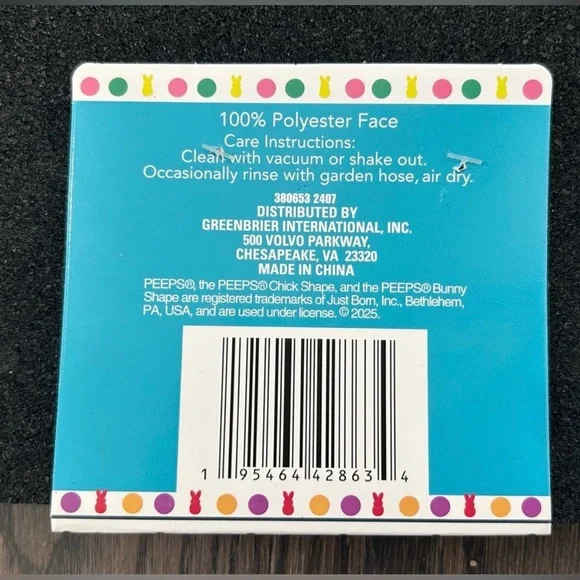 100% Polyester Face
Care Instructions:
Clean with vacuum or shake out.
Occasionally rinse with garden hose, air dry.
380653 2407
DISTRIBUTED BY
GREENBRIER INTERNATIONAL, INC.
500 VOLVO PARKWAY,
CHESAPEAKE, VA 23320
MADE IN CHINA
PEEPS®, the PEEPS® Chick Shape, and the PEEPS® Bunny
Shape are registered trademarks of Just Born, Inc., Bethlehem,
PA, USA, and are used under license. © 2025.
1 95464 42863 4